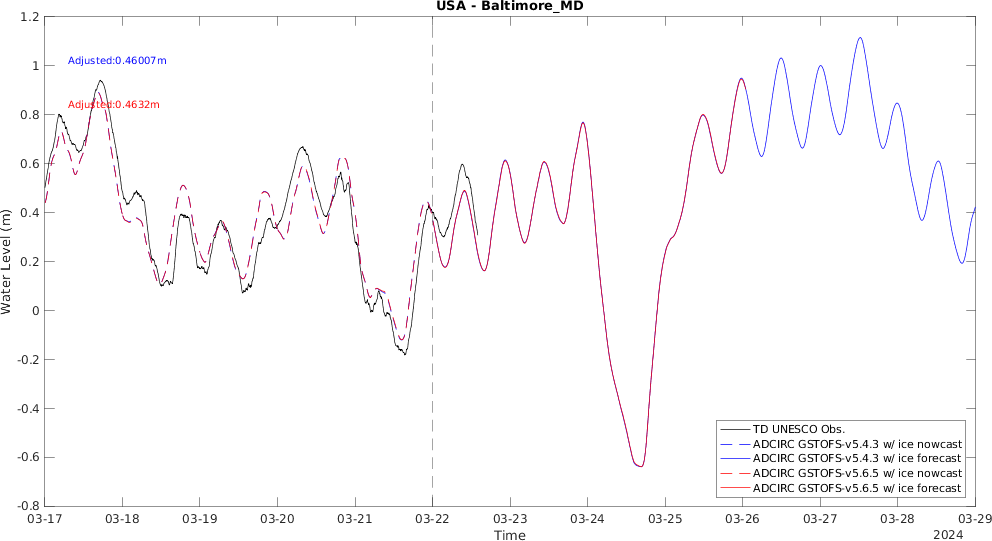 USA - Baltimore_MD
1.2
1
0.8
0.6
0.4
0.2
0
-0.2
-0.4
-0.6
-0.8
Water Level (m)
Adjusted:0.46007m
Adjusted:0.4632m
TD UNESCO Obs.
ADCIRC GSTOFS-v5.4.3 w/ ice nowcast
ADCIRC GSTOFS-v5.4.3 w/ ice forecast
ADCIRC GSTOFS-v5.6.5 w/ ice nowcast
ADCIRC GSTOFS-v5.6.5 w/ ice forecast
03-17 03-18 03-19 03-20 03-21 03-22 03-23 03-24 03-25 03-26 03-27 03-28 03-29
Time
2024